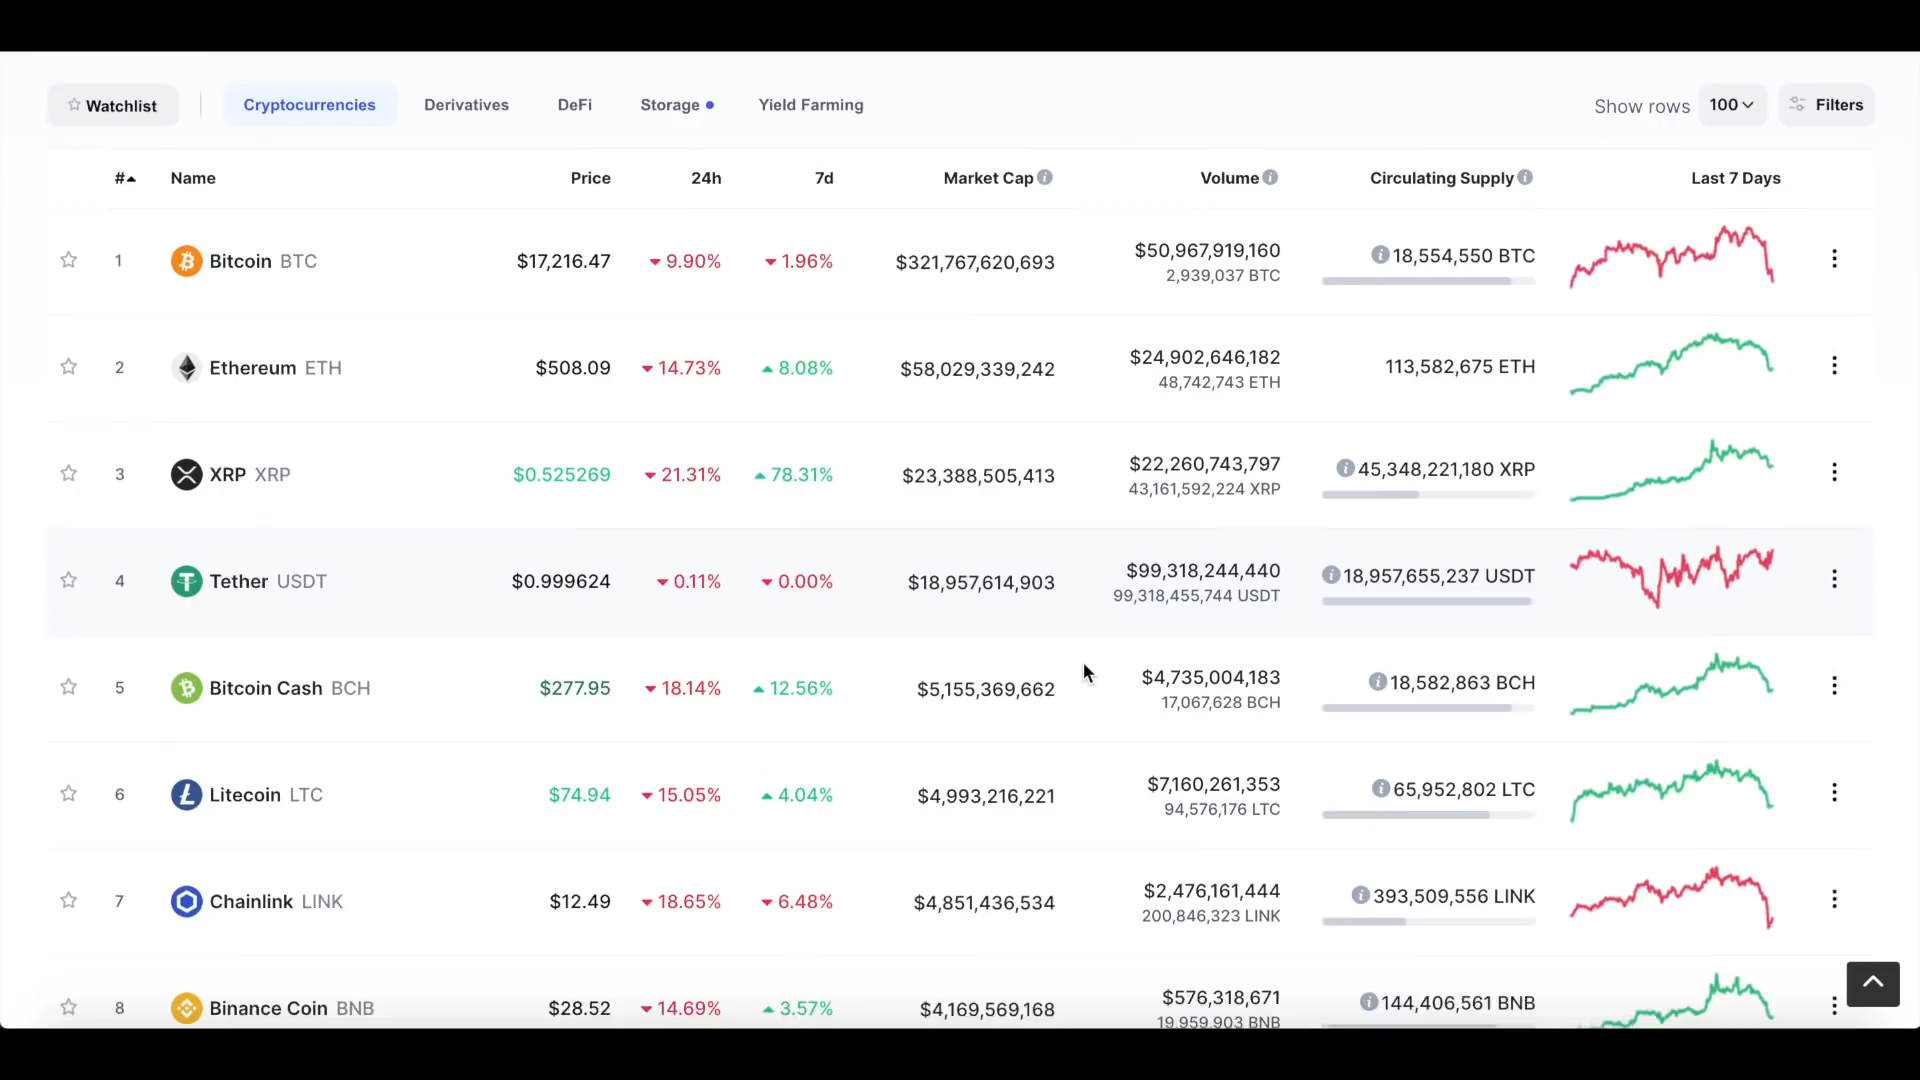 Watchlist
Cryptocurrencies
Derivatives
DeFi
Storage
Yield Farming
Show rows
100
Filters
#
Name
Price
24h
7d
Market Cap
Volume
Circulating Supply
Last 7 Days
1
Bitcoin BTC
$17,216.47
9.90%
1.96%
$321,767,620,693
$50,967,919,160
2,939,037 BTC
18,554,550 BTC
2
Ethereum ETH
$508.09
14.73%
8.08%
$58,029,339,242
$24,902,646,182
48,742,743 ETH
113,582,675 ETH
3
XRP XRP
$0.525269
21.31%
78.31%
$23,388,505,413
$22,260,743,797
43,161,592,224 XRP
45,348,221,180 XRP
4
Tether USDT
$0.999624
0.11%
0.00%
$18,957,614,903
$99,318,244,440
99,318,455,744 USDT
18,957,655,237 USDT
5
Bitcoin Cash BCH
$277.95
18.14%
12.56%
$5,155,369,662
$4,735,004,183
17,067,628 BCH
18,582,863 BCH
6
Litecoin LTC
$74.94
15.05%
4.04%
$4,993,216,221
$7,160,261,353
94,576,176 LTC
65,952,802 LTC
7
Chainlink LINK
$12.49
18.65%
6.48%
$4,851,436,534
$2,476,161,444
200,846,323 LINK
393,509,556 LINK
8
Binance Coin BNB
$28.52
14.69%
3.57%
$4,169,569,168
$576,318,671
19,959,903 BNB
144,406,561 BNB